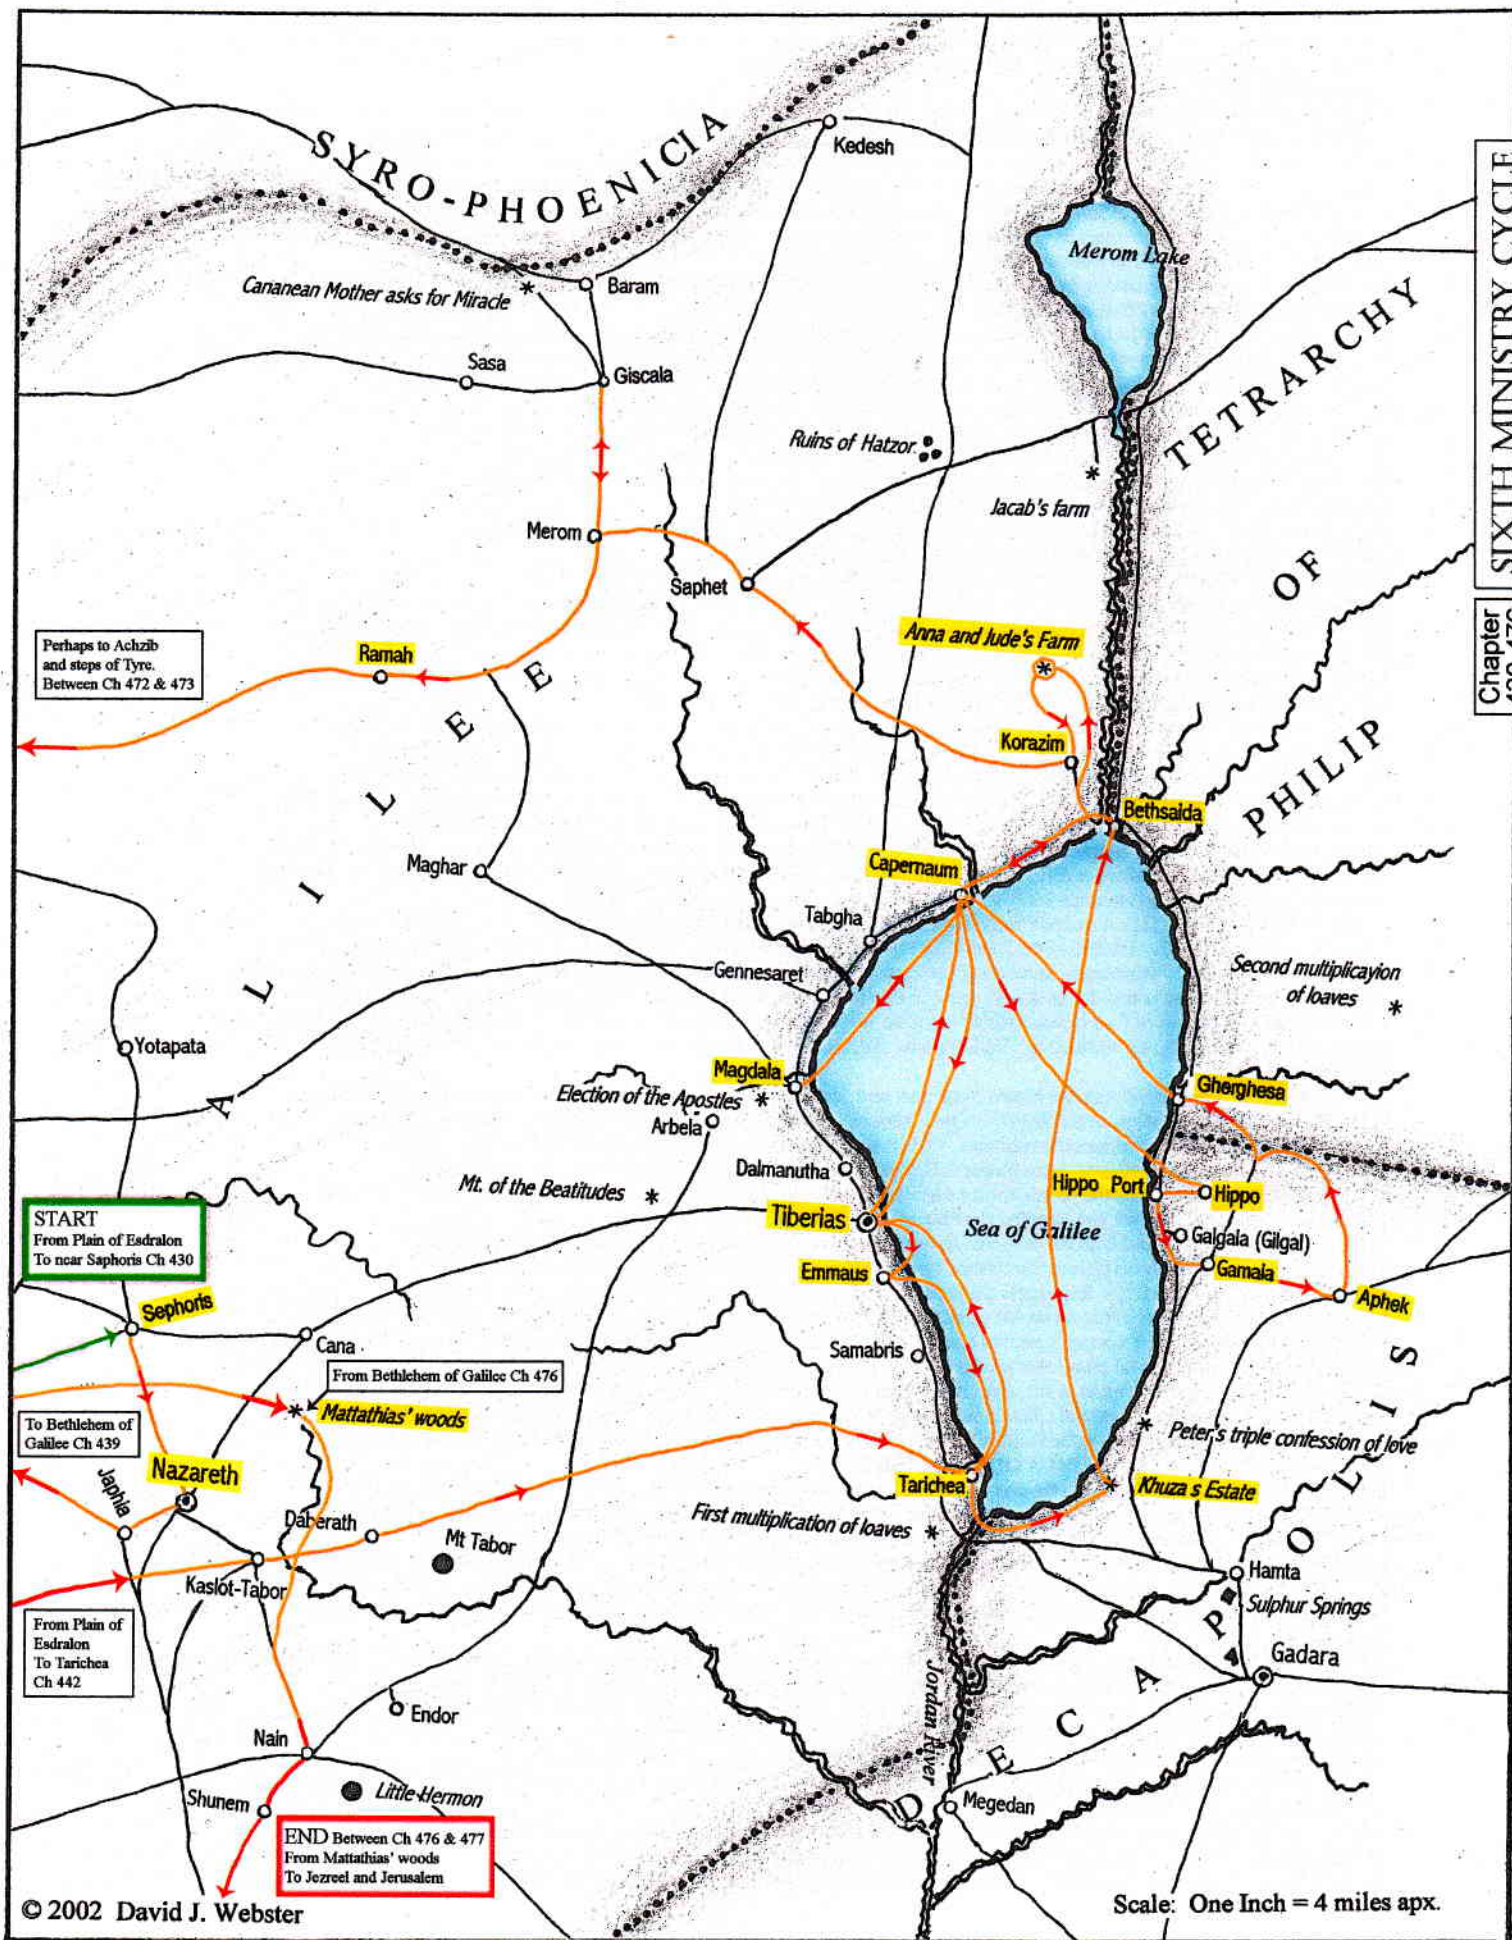 SYRO-PHOENICIA
Kedesh
Merom Lake
Cananean Mother asks for Miracle
Baram
Sasa
Giscala
TETRARCHY
OF
PHILIP
SIXTH MINISTRY CYCLE
Chapter
Ruins of Hatzor
Jacab's farm
Merom
Saphet
Anna and Jude's Farm
Perhaps to Achzib
and steps of Tyre.
Between Ch 472 & 473
Ramah
GALILEE
Korazim
Bethsaida
Capernaum
Maghar
Tabgha
Gennesaret
Second multiplicayion
of loaves
Yotapata
Magdala
Election of the Apostles
Arbela
Gherghesa
Dalmanutha
Mt. of the Beatitudes
Hippo Port
Hippo
START
From Plain of Esdralon
To near Saphoris Ch 430
Tiberias
Sea of Galilee
Galgala (Gilgal)
Emmaus
Gamala
Aphek
Sephoris
Cana
Samabris
From Bethlehem of Galilee Ch 476
Mattathias' woods
To Bethlehem of
Galilee Ch 439
Peter's triple confession of love
Nazareth
Japhia
Tarichea
Khuza s Estate
Daberath
First multiplication of loaves
Mt Tabor
Kaslot-Tabor
Hamta
Sulphur Springs
DECAPOLIS
From Plain of
Esdralon
To Tarichea
Ch 442
Gadara
Jordan River
Endor
Nain
Shunem
Little Hermon
Megedan
END Between Ch 476 & 477
From Mattathias' woods
To Jezreel and Jerusalem
© 2002 David J. Webster
Scale: One Inch = 4 miles apx.